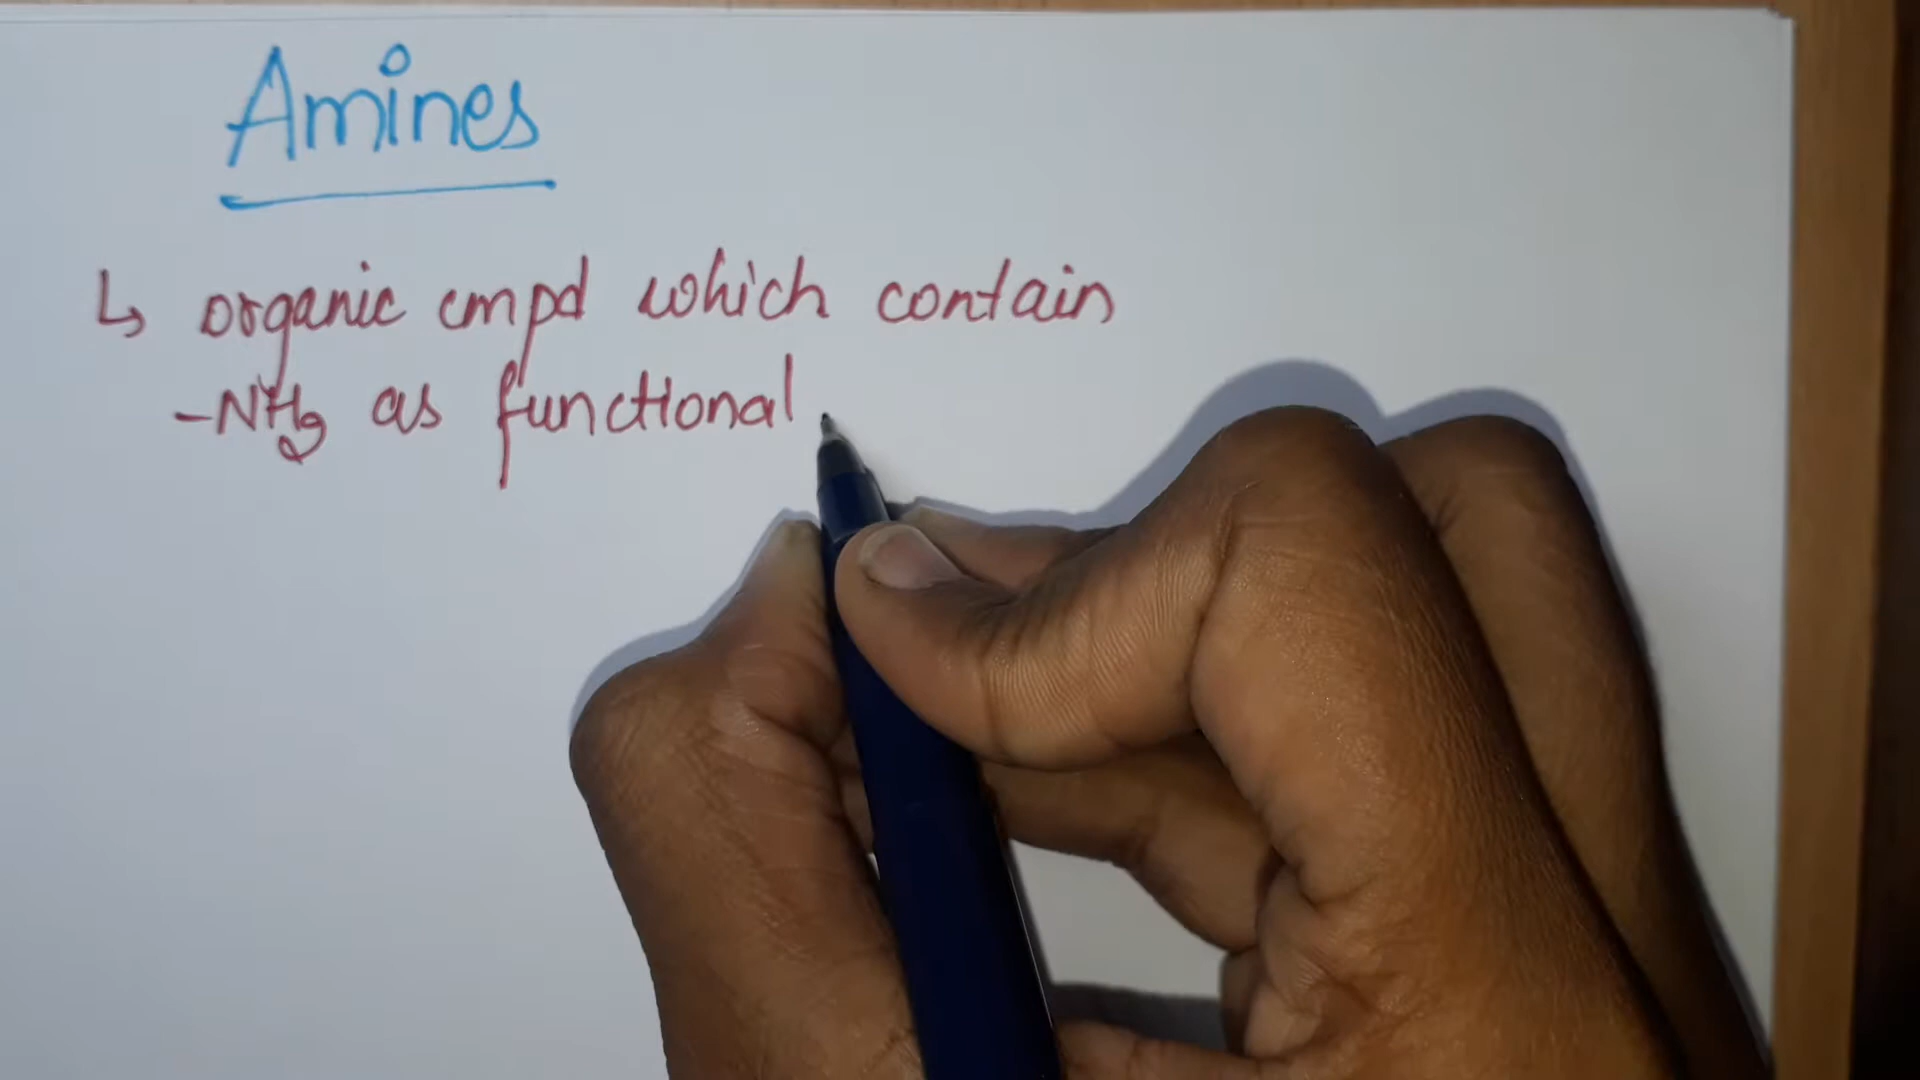 Amines
↳ organic cmpd which contain
-NH₂ as functional